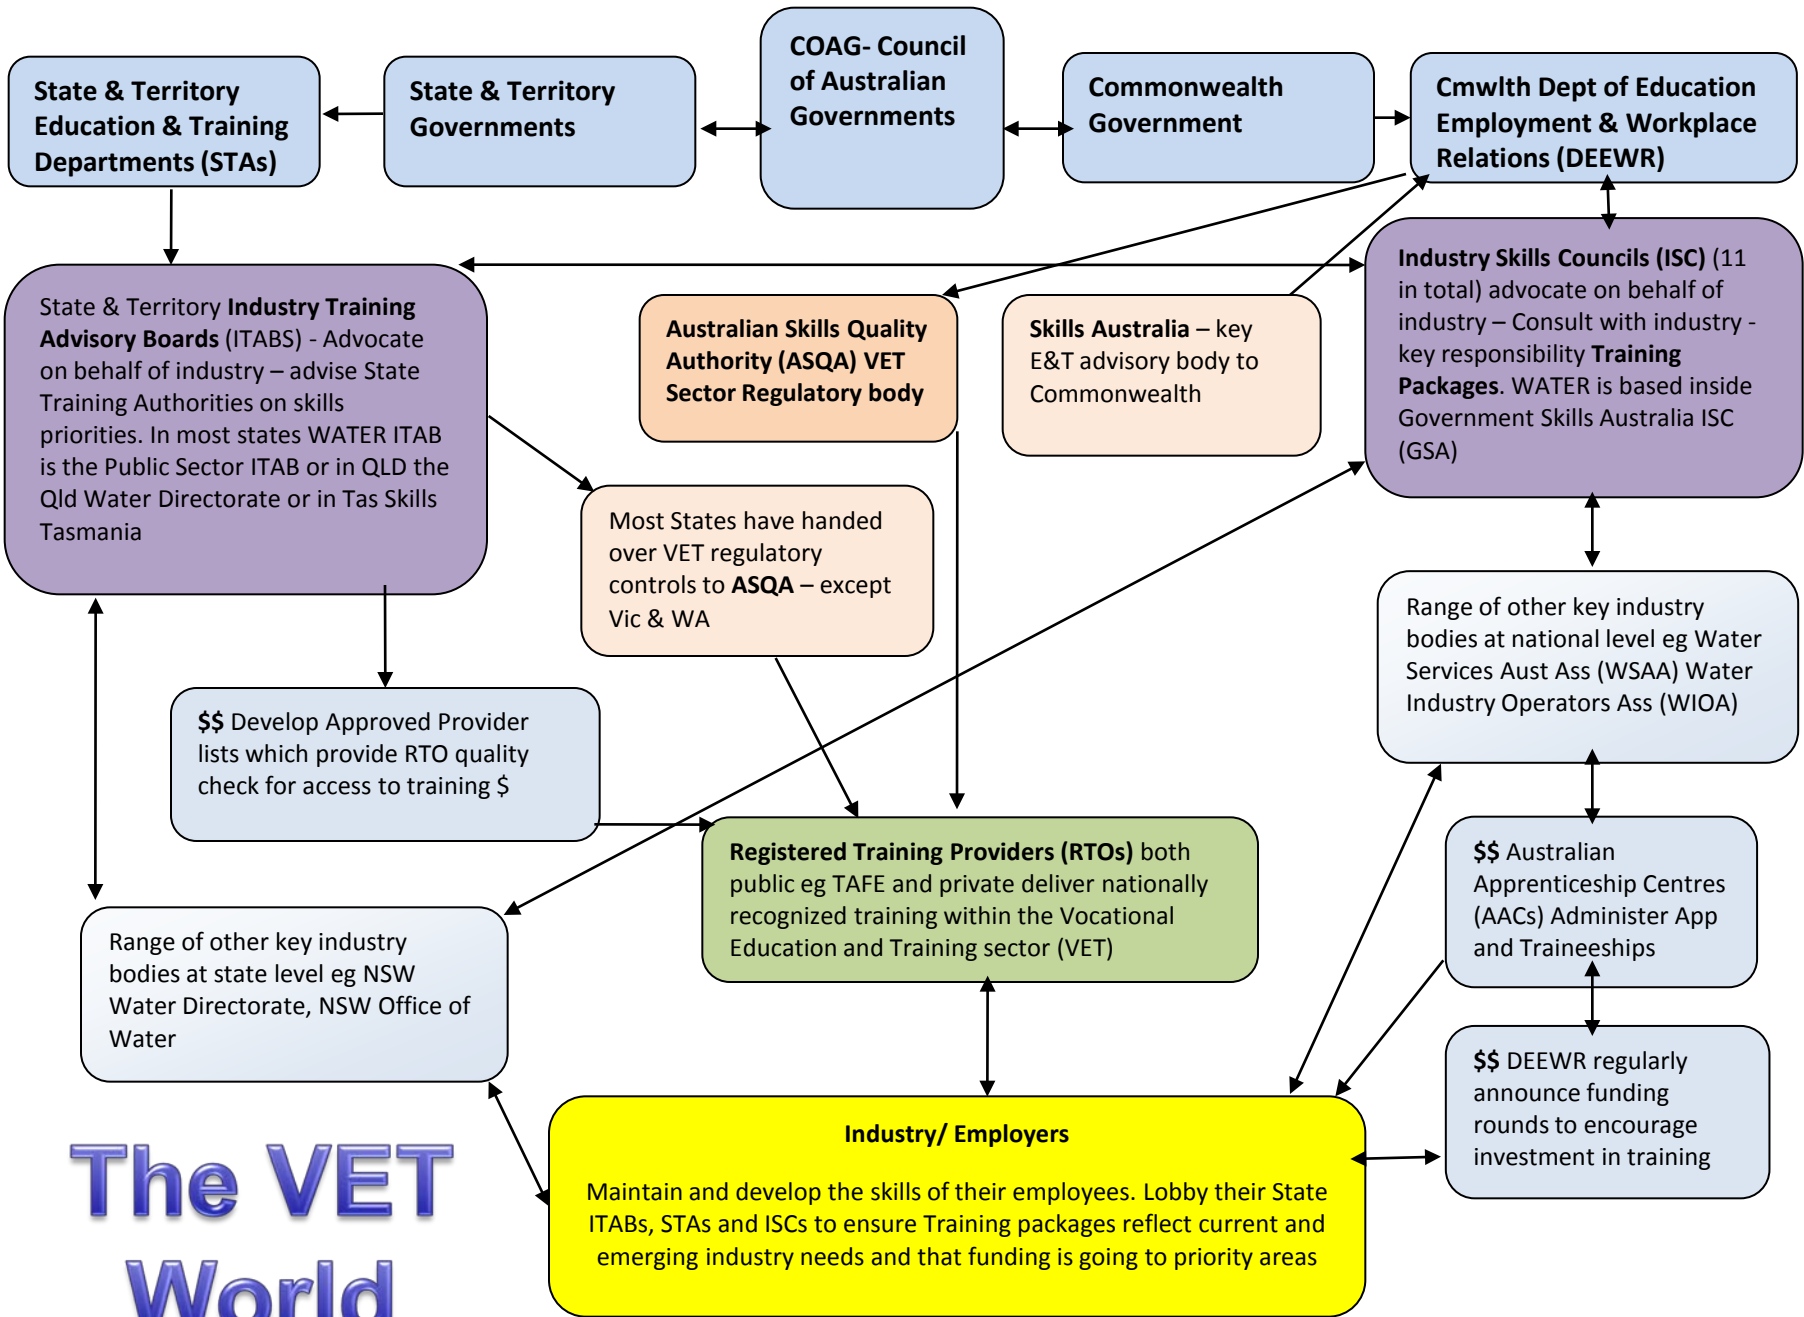 State & Territory
Education & Training
Departments (STAs)
State & Territory
Governments
COAG- Council
of Australian
Governments
Commonwealth
Government
Cmwlth Dept of Education
Employment & Workplace
Relations (DEEWR)
State & Territory Industry Training
Advisory Boards (ITABS) - Advocate
on behalf of industry – advise State
Training Authorities on skills
priorities. In most states WATER ITAB
is the Public Sector ITAB or in QLD the
Qld Water Directorate or in Tas Skills
Tasmania
Australian Skills Quality
Authority (ASQA) VET
Sector Regulatory body
Skills Australia – key
E&T advisory body to
Commonwealth
Industry Skills Councils (ISC) (11
in total) advocate on behalf of
industry – Consult with industry -
key responsibility Training
Packages. WATER is based inside
Government Skills Australia ISC
(GSA)
Most States have handed
over VET regulatory
controls to ASQA – except
Vic & WA
Range of other key industry
bodies at national level eg Water
Services Aust Ass (WSAA) Water
Industry Operators Ass (WIOA)
$$ Develop Approved Provider
lists which provide RTO quality
check for access to training $
Registered Training Providers (RTOs) both
public eg TAFE and private deliver nationally
recognized training within the Vocational
Education and Training sector (VET)
$$ Australian
Apprenticeship Centres
(AACs) Administer App
and Traineeships
Range of other key industry
bodies at state level eg NSW
Water Directorate, NSW Office of
Water
$$ DEEWR regularly
announce funding
rounds to encourage
investment in training
Industry/ Employers
Maintain and develop the skills of their employees. Lobby their State
ITABs, STAs and ISCs to ensure Training packages reflect current and
emerging industry needs and that funding is going to priority areas
The VET
World